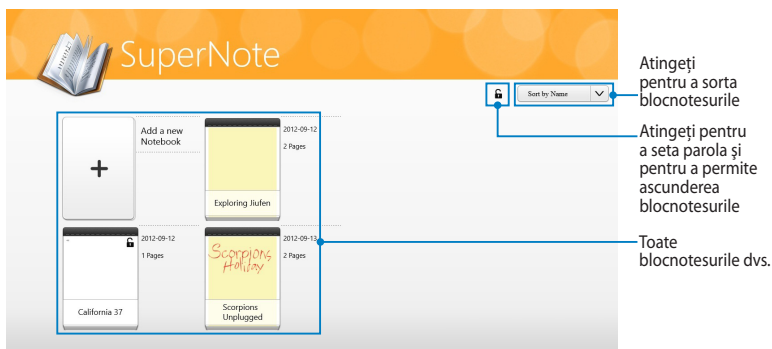 SuperNote
Sort by Name
Atingeți
pentru a sorta
blocnotesurile
Atingeți pentru
a seta parola şi
pentru a permite
ascunderea
blocnotesurile
Add a new
Notebook
2012-09-12
2 Pages
Exploring Jiufen
2012-09-12
1 Pages
California 37
Scorpions
Holiday
2012-09-13
2 Pages
Scorpions
Unplugged
Toate
blocnotesurile dvs.